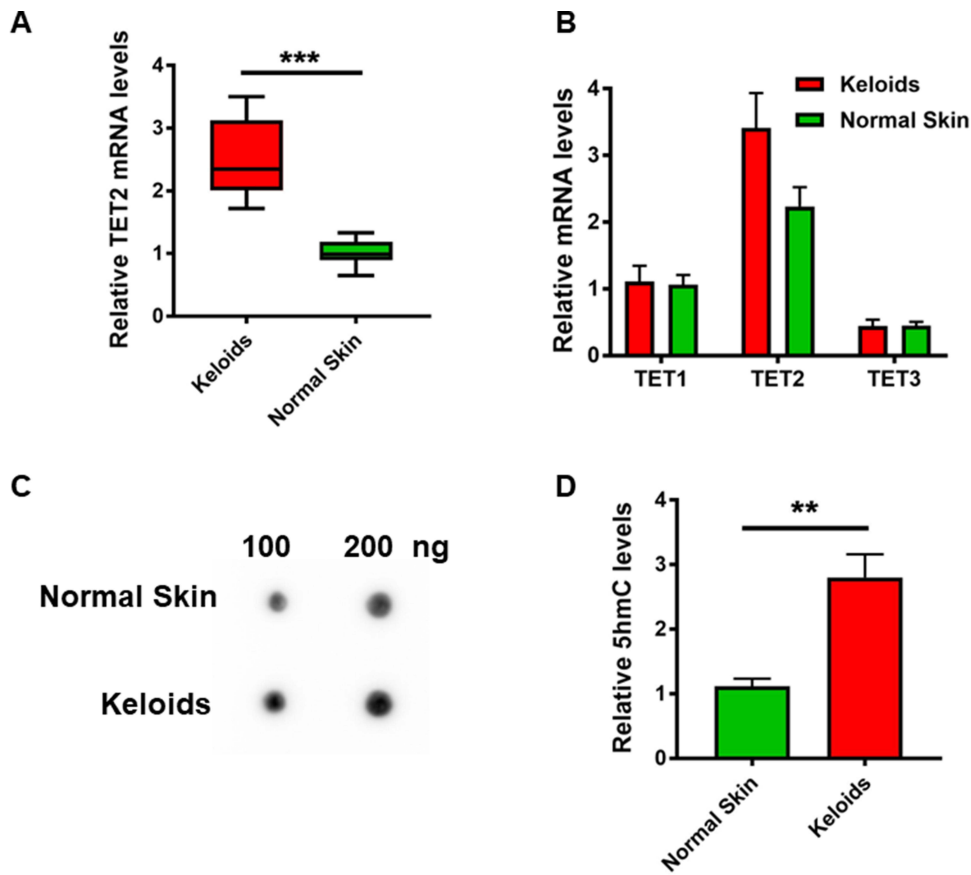 A
Relative TET2 mRNA levels
4
3
2
1
0
***
Keloids
Normal Skin
B
Relative mRNA levels
4
3
2
1
0
Keloids
Normal Skin
TET1 TET2 TET3
C
100 200 ng
Normal Skin
Keloids
D
Relative 5hmC levels
4
3
2
1
0
**
Normal Skin
Keloids